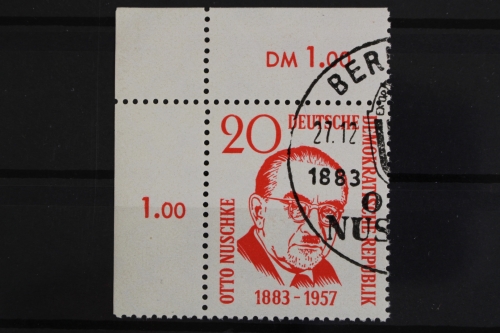 DM 1.00
BER
20 DEUTSCHE
DEMOKRATISCHE REPUBLIK
27.12
1883
O
NUS
1.00
OTTO NUSCHKE
1883 - 1957